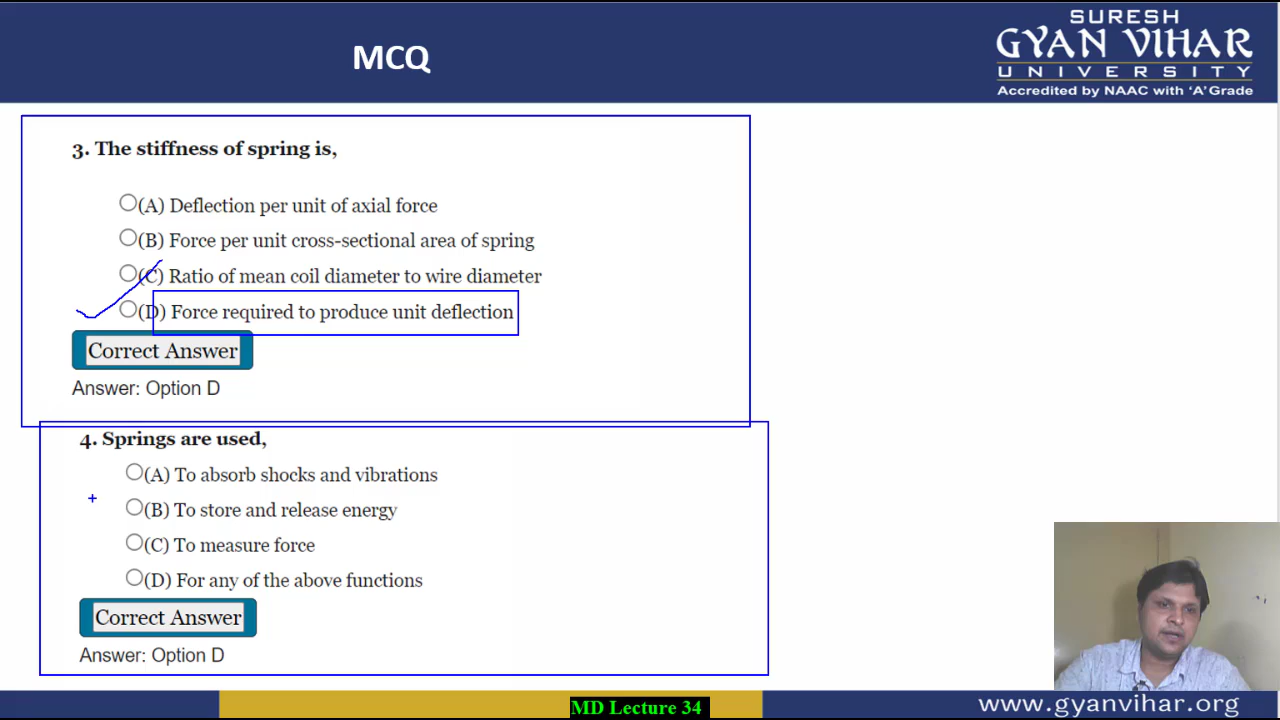 MCQ
SURESH
GYAN VIHAR
UNIVERSITY
Accredited by NAAC with 'A' Grade
3. The stiffness of spring is,
(A) Deflection per unit of axial force
(B) Force per unit cross-sectional area of spring
(C) Ratio of mean coil diameter to wire diameter
(D) Force required to produce unit deflection
Correct Answer
Answer: Option D
4. Springs are used,
(A) To absorb shocks and vibrations
(B) To store and release energy
(C) To measure force
(D) For any of the above functions
Correct Answer
Answer: Option D
MD Lecture 34
www.gyanvihar.org